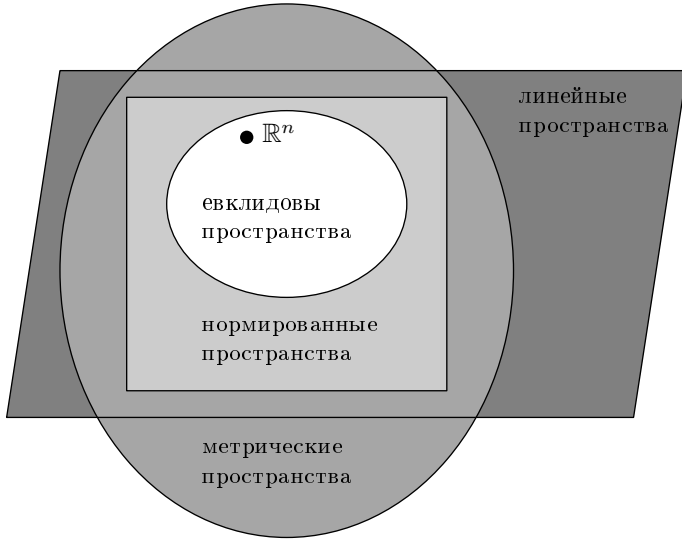 линейные
пространства
ℝⁿ
евклидовы
пространства
нормированные
пространства
метрические
пространства